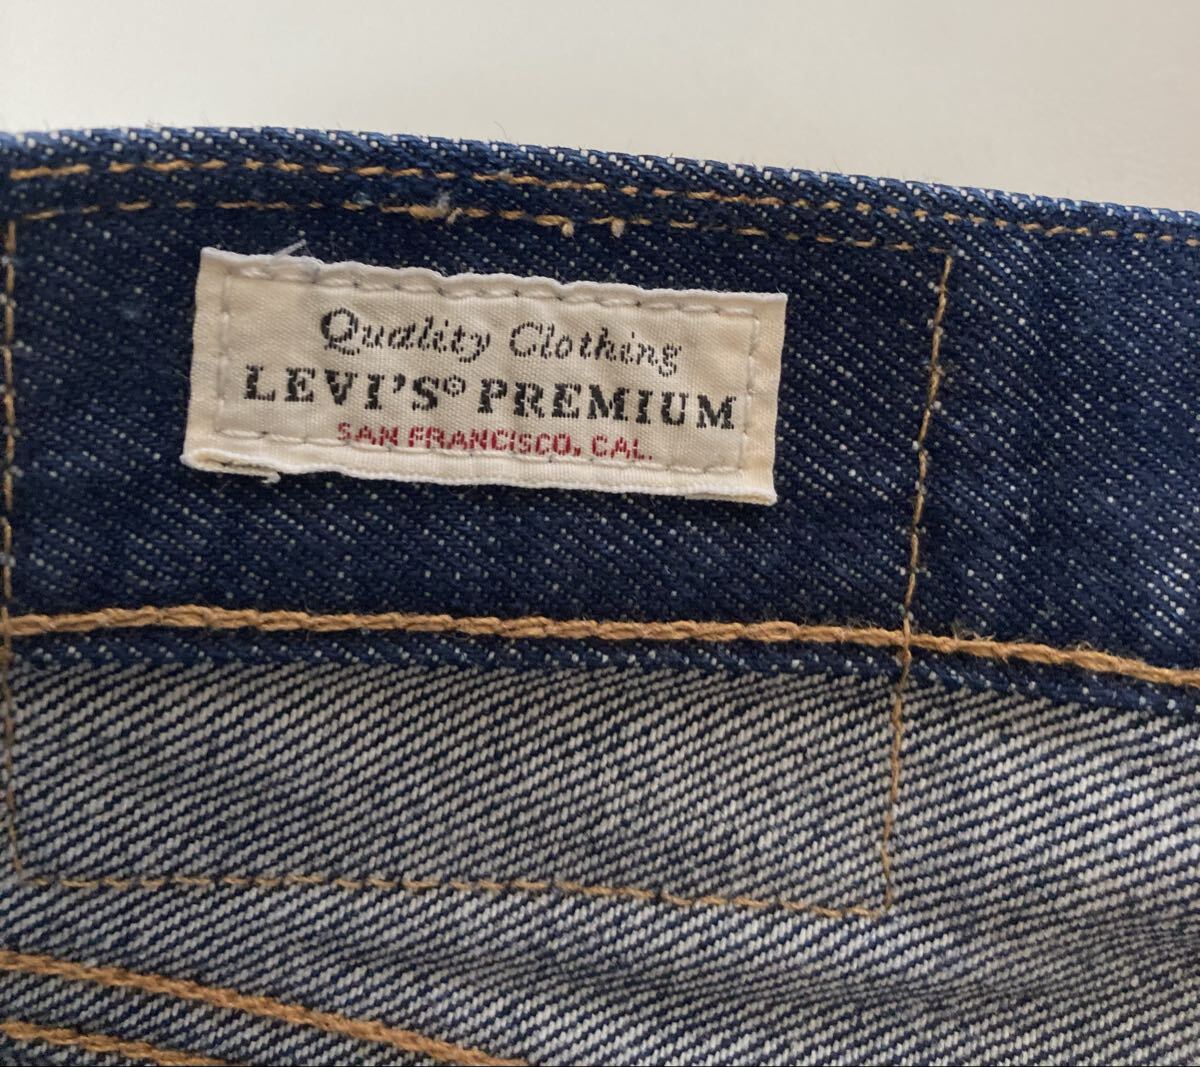 Quality Clothing
LEVI'S® PREMIUM
SAN FRANCISCO, CAL.